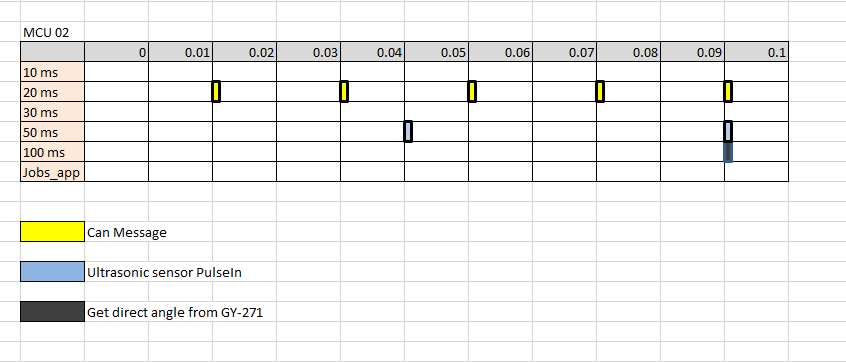 MCU 02
0 0.01 0.02 0.03 0.04 0.05 0.06 0.07 0.08 0.09 0.1
10 ms
20 ms
30 ms
50 ms
100 ms
Jobs_app
Can Message
Ultrasonic sensor PulseIn
Get direct angle from GY-271